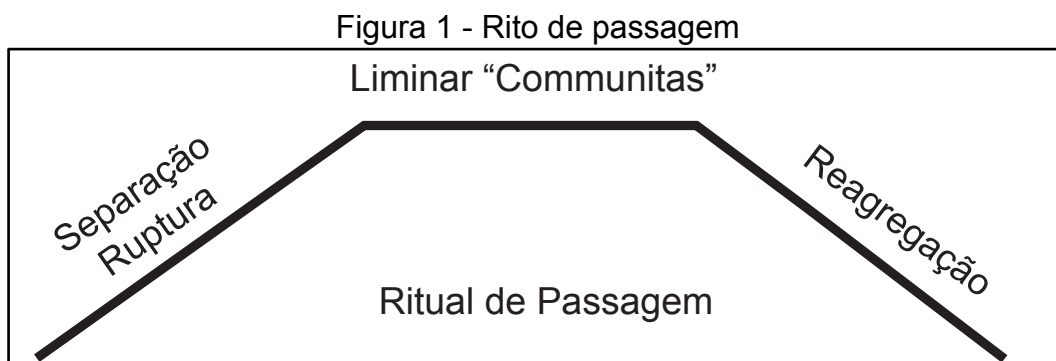 Figura 1 - Rito de passagem
Liminar “Communitas”
Separação
Ruptura
Reagregação
Ritual de Passagem